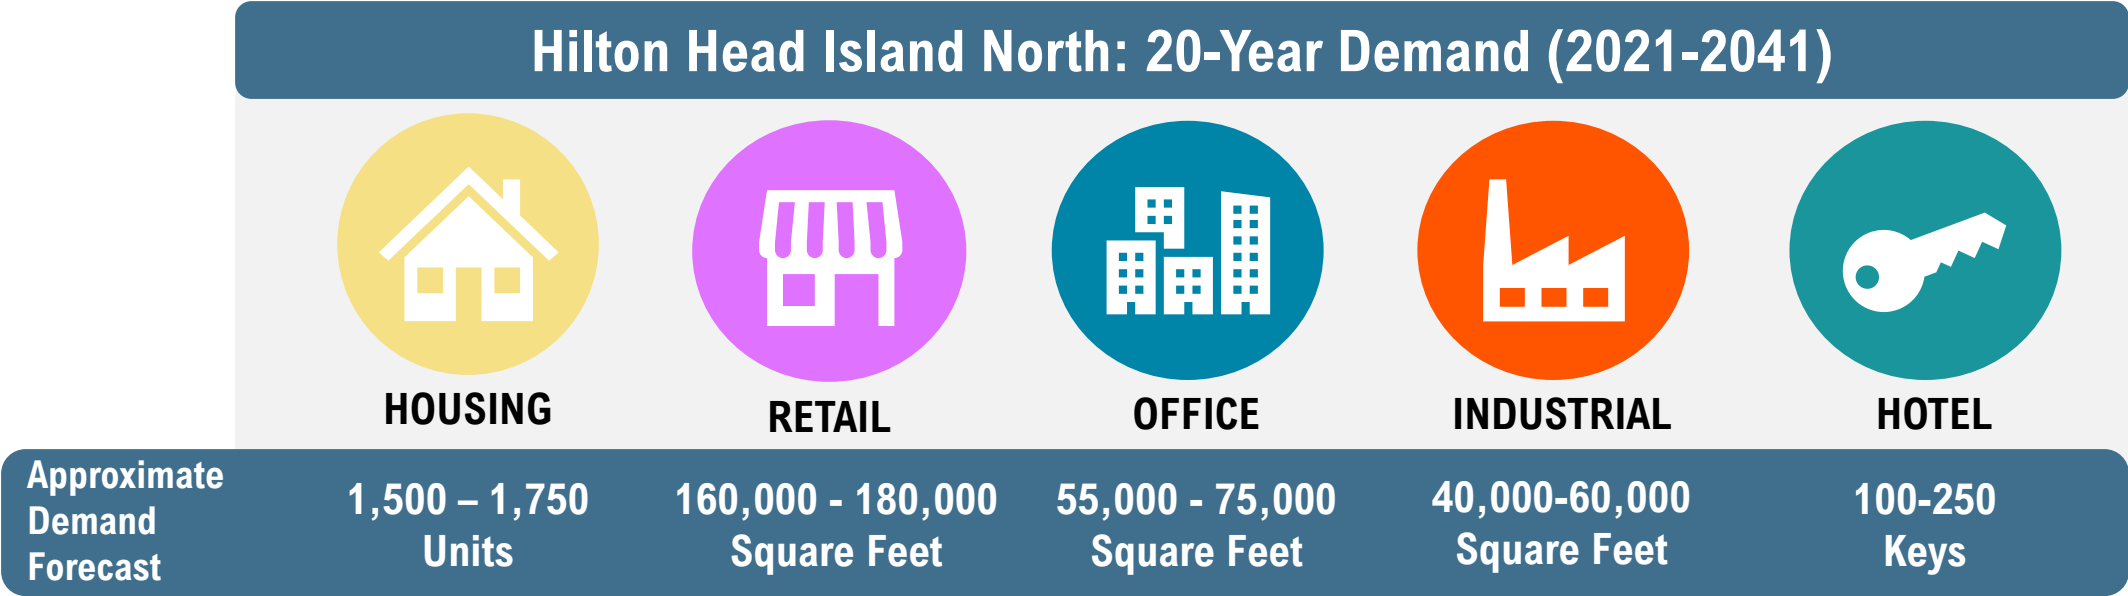 Hilton Head Island North: 20-Year Demand (2021-2041)
HOUSING
RETAIL
OFFICE
INDUSTRIAL
HOTEL
Approximate
Demand
Forecast
1,500 – 1,750
Units
160,000 - 180,000
Square Feet
55,000 - 75,000
Square Feet
40,000-60,000
Square Feet
100-250
Keys